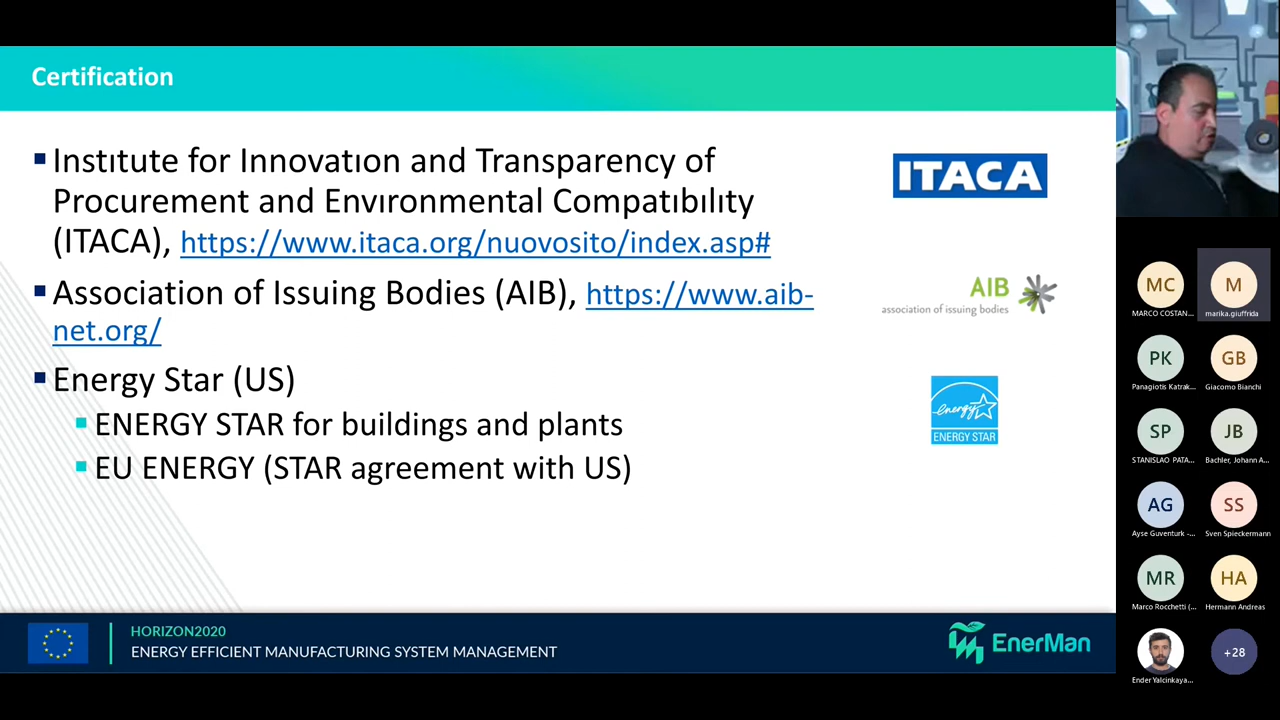 Certification
Instıtute for Innovatıon and Transparency of
Procurement and Envıronmental Compatıbılıty
(ITACA), https://www.itaca.org/nuovosito/index.asp#
ITACA
Association of Issuing Bodies (AIB), https://www.aib-
net.org/
AIB
association of issuing bodies
Energy Star (US)
ENERGY STAR for buildings and plants
EU ENERGY (STAR agreement with US)
energy
ENERGY STAR
HORIZON2020
ENERGY EFFICIENT MANUFACTURING SYSTEM MANAGEMENT
EnerMan
MC
MARCO COSTAN...
M
marika.giuffrida
PK
Panagiotis Katrak...
GB
Giacomo Bianchi
SP
STANISLAO PATA...
JB
Bachler, Johann A...
AG
Ayse Guventurk -...
SS
Sven Spieckermann
MR
Marco Rocchetti (...
HA
Hermann Andreas
Ender Yalcinkaya...
+28